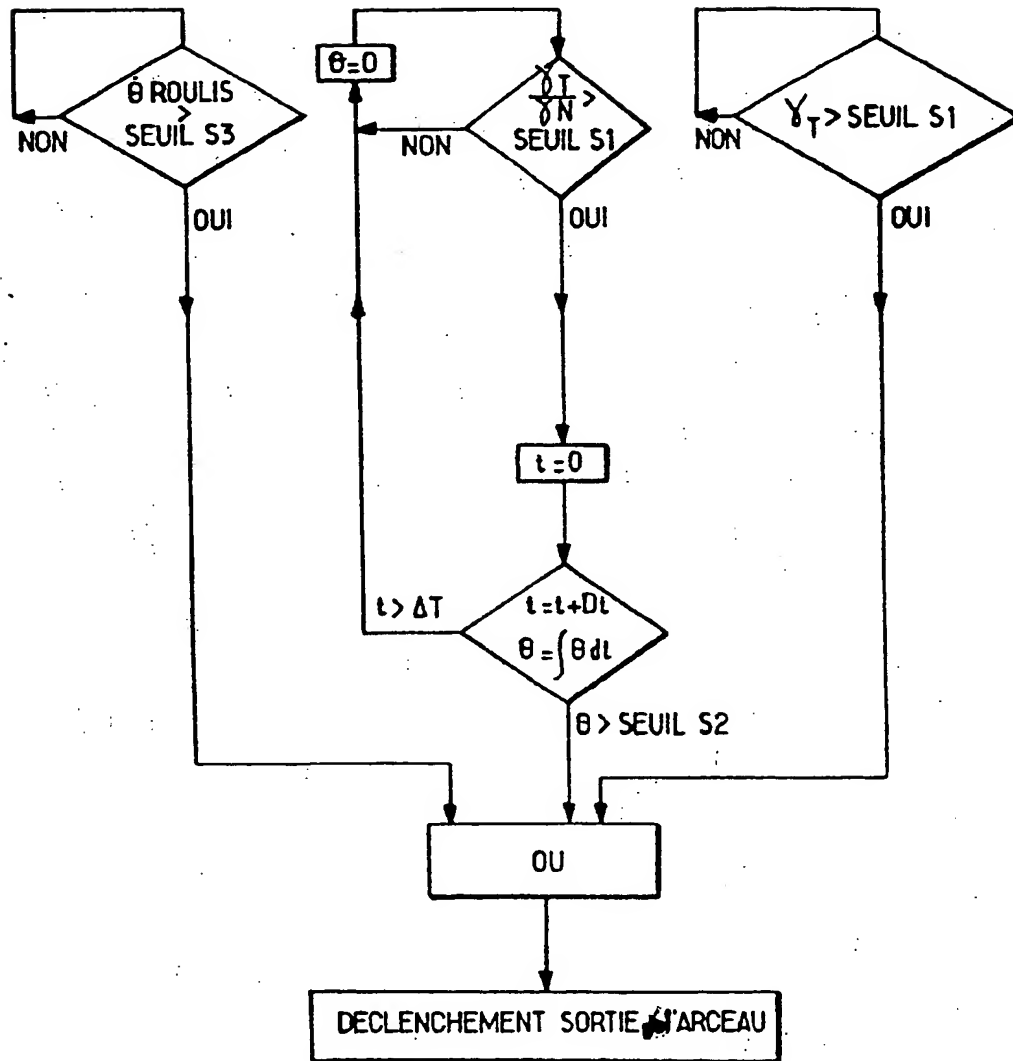 θ̇ ROULIS
>
SEUIL S3
NON
OUI
θ=0
γT
γN >
SEUIL S1
NON
OUI
γT > SEUIL S1
NON
OUI
t=0
t=t+Dt
θ=∫θdt
t>ΔT
θ> SEUIL S2
OU
DECLENCHEMENT SORTIE l'ARCEAU